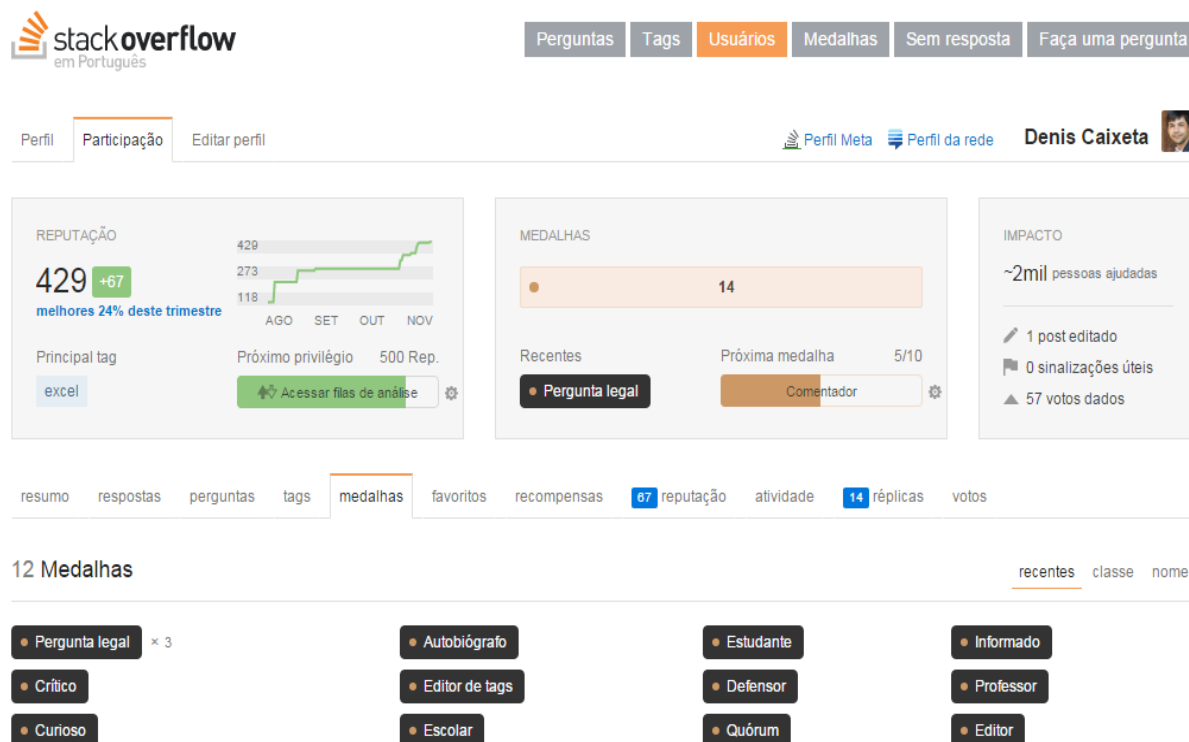 stackoverflow
em Português
Perguntas Tags Usuários Medalhas Sem resposta Faça uma pergunta
Perfil Participação Editar perfil Perfil Meta Perfil da rede Denis Caixeta
REPUTAÇÃO
429 +67
melhores 24% deste trimestre
429
273
118
AGO SET OUT NOV
Principal tag
excel
Próximo privilégio 500 Rep.
Acessar filas de análise
MEDALHAS
14
Recentes
Pergunta legal
Próxima medalha 5/10
Comentador
IMPACTO
~2mil pessoas ajudadas
1 post editado
0 sinalizações úteis
57 votos dados
resumo respostas perguntas tags medalhas favoritos recompensas 67 reputação atividade 14 réplicas votos
12 Medalhas recentes classe nome
Pergunta legal × 3 Autobiógrafo Estudante Informado
Crítico Editor de tags Defensor Professor
Curioso Escolar Quórum Editor